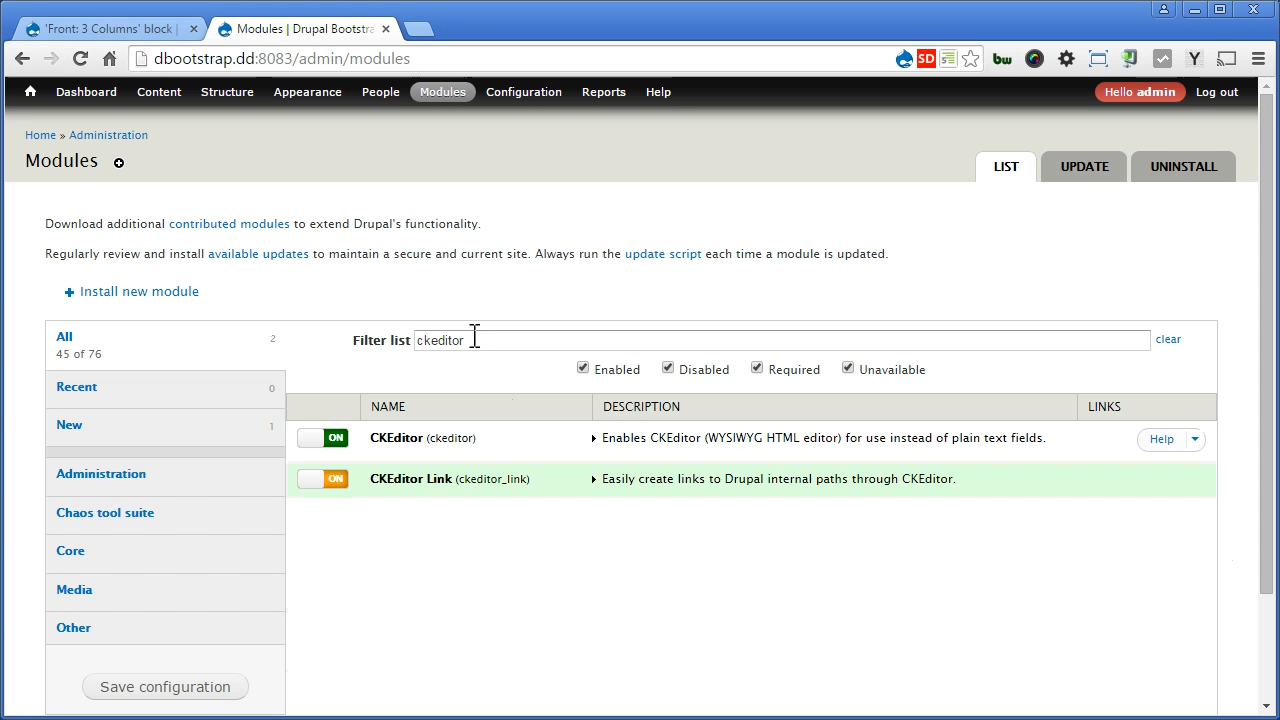 'Front: 3 Columns' block |
Modules | Drupal Bootstra
dbootstrap.dd:8083/admin/modules
SD
bw
Y
Dashboard Content Structure Appearance People Modules Configuration Reports Help Hello admin Log out
Home » Administration
Modules
LIST UPDATE UNINSTALL
Download additional contributed modules to extend Drupal's functionality.
Regularly review and install available updates to maintain a secure and current site. Always run the update script each time a module is updated.
Install new module
All 2
45 of 76
Recent 0
New 1
Administration
Chaos tool suite
Core
Media
Other
Save configuration
Filter list ckeditor clear
Enabled Disabled Required Unavailable
NAME DESCRIPTION LINKS
ON CKEditor (ckeditor) Enables CKEditor (WYSIWYG HTML editor) for use instead of plain text fields. Help
ON CKEditor Link (ckeditor_link) Easily create links to Drupal internal paths through CKEditor.